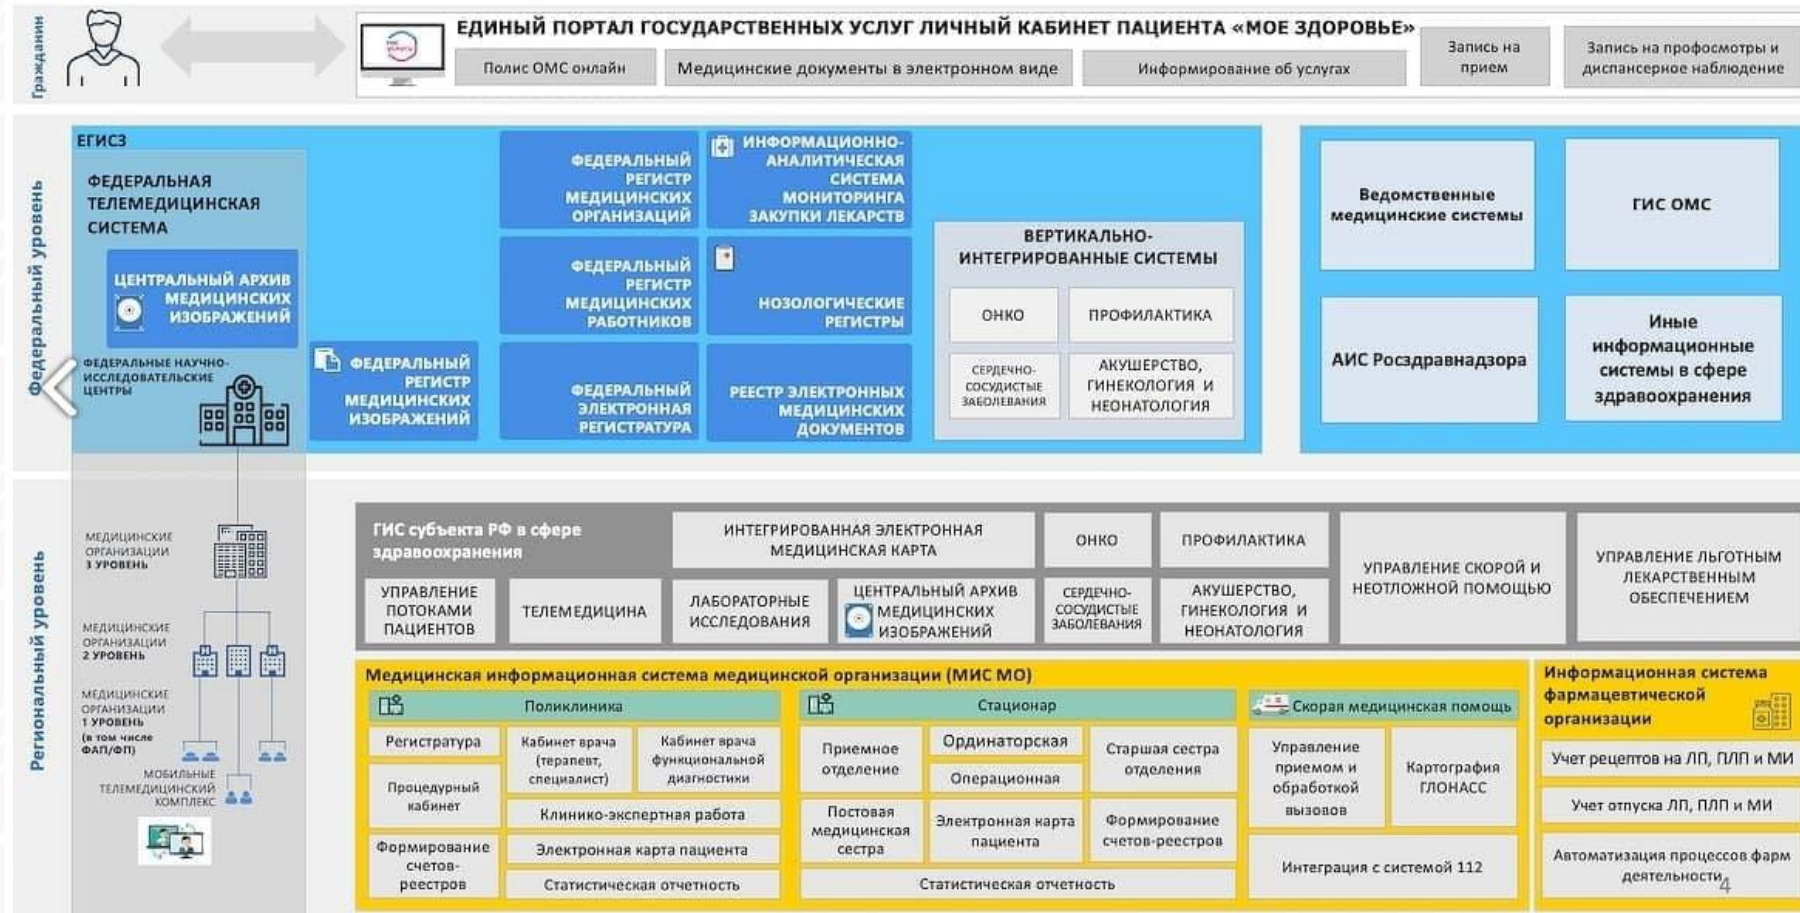 Гражданин
ЕДИНЫЙ ПОРТАЛ ГОСУДАРСТВЕННЫХ УСЛУГ ЛИЧНЫЙ КАБИНЕТ ПАЦИЕНТА «МОЕ ЗДОРОВЬЕ»
Полис ОМС онлайн
Медицинские документы в электронном виде
Информирование об услугах
Запись на
прием
Запись на профосмотры и
диспансерное наблюдение
Федеральный уровень
ЕГИСЗ
ФЕДЕРАЛЬНАЯ
ТЕЛЕМЕДИЦИНСКАЯ
СИСТЕМА
ЦЕНТРАЛЬНЫЙ АРХИВ
МЕДИЦИНСКИХ
ИЗОБРАЖЕНИЙ
ФЕДЕРАЛЬНЫЕ НАУЧНО-
ИССЛЕДОВАТЕЛЬСКИЕ
ЦЕНТРЫ
ФЕДЕРАЛЬНЫЙ
РЕГИСТР
МЕДИЦИНСКИХ
ИЗОБРАЖЕНИЙ
ФЕДЕРАЛЬНЫЙ
РЕГИСТР
МЕДИЦИНСКИХ
ОРГАНИЗАЦИЙ
ФЕДЕРАЛЬНЫЙ
РЕГИСТР
МЕДИЦИНСКИХ
РАБОТНИКОВ
ФЕДЕРАЛЬНЫЙ
ЭЛЕКТРОННАЯ
РЕГИСТРАТУРА
ИНФОРМАЦИОННО-
АНАЛИТИЧЕСКАЯ
СИСТЕМА
МОНИТОРИНГА
ЗАКУПКИ ЛЕКАРСТВ
НОЗОЛОГИЧЕСКИЕ
РЕГИСТРЫ
РЕЕСТР ЭЛЕКТРОННЫХ
МЕДИЦИНСКИХ
ДОКУМЕНТОВ
ВЕРТИКАЛЬНО-
ИНТЕГРИРОВАННЫЕ СИСТЕМЫ
ОНКО
ПРОФИЛАКТИКА
СЕРДЕЧНО-
СОСУДИСТЫЕ
ЗАБОЛЕВАНИЯ
АКУШЕРСТВО,
ГИНЕКОЛОГИЯ И
НЕОНАТОЛОГИЯ
Ведомственные
медицинские системы
ГИС ОМС
АИС Росздравнадзора
Иные
информационные
системы в сфере
здравоохранения
Региональный уровень
МЕДИЦИНСКИЕ
ОРГАНИЗАЦИИ
3 УРОВЕНЬ
МЕДИЦИНСКИЕ
ОРГАНИЗАЦИИ
2 УРОВЕНЬ
МЕДИЦИНСКИЕ
ОРГАНИЗАЦИИ
1 УРОВЕНЬ
(в том числе
ФАП/ФП)
МОБИЛЬНЫЕ
ТЕЛЕМЕДИЦИНСКИЙ
КОМПЛЕКС
ГИС субъекта РФ в сфере
здравоохранения
ИНТЕГРИРОВАННАЯ ЭЛЕКТРОННАЯ
МЕДИЦИНСКАЯ КАРТА
ОНКО
ПРОФИЛАКТИКА
УПРАВЛЕНИЕ СКОРОЙ И
НЕОТЛОЖНОЙ ПОМОЩЬЮ
УПРАВЛЕНИЕ ЛЬГОТНЫМ
ЛЕКАРСТВЕННЫМ
ОБЕСПЕЧЕНИЕМ
УПРАВЛЕНИЕ
ПОТОКАМИ
ПАЦИЕНТОВ
ТЕЛЕМЕДИЦИНА
ЛАБОРАТОРНЫЕ
ИССЛЕДОВАНИЯ
ЦЕНТРАЛЬНЫЙ АРХИВ
МЕДИЦИНСКИХ
ИЗОБРАЖЕНИЙ
СЕРДЕЧНО-
СОСУДИСТЫЕ
ЗАБОЛЕВАНИЯ
АКУШЕРСТВО,
ГИНЕКОЛОГИЯ И
НЕОНАТОЛОГИЯ
Медицинская информационная система медицинской организации (МИС МО)
Поликлиника
Регистратура
Процедурный
кабинет
Формирование
счетов-
реестров
Кабинет врача
(терапевт,
специалист)
Кабинет врача
функциональной
диагностики
Клинико-экспертная работа
Электронная карта пациента
Статистическая отчетность
Стационар
Приемное
отделение
Ординаторская
Операционная
Старшая сестра
отделения
Постовая
медицинская
сестра
Электронная карта
пациента
Формирование
счетов-реестров
Статистическая отчетность
Скорая медицинская помощь
Управление
приемом и
обработкой
вызовов
Картография
ГЛОНАСС
Интеграция с системой 112
Информационная система
фармацевтической
организации
Учет рецептов на ЛП, ПЛП и МИ
Учет отпуска ЛП, ПЛП и МИ
Автоматизация процессов фарм
деятельности
4